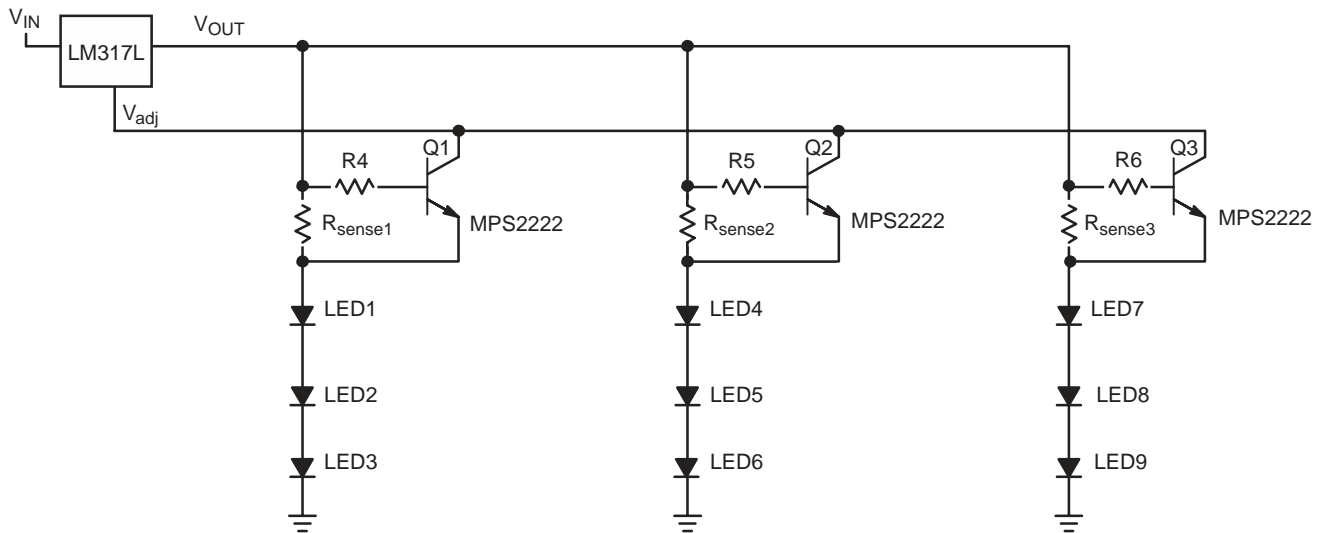 VIN
VOUT
LM317L
Vadj
Q1
Q2
Q3
R4
R5
R6
Rsense1
MPS2222
Rsense2
MPS2222
Rsense3
MPS2222
LED1
LED4
LED7
LED2
LED5
LED8
LED3
LED6
LED9